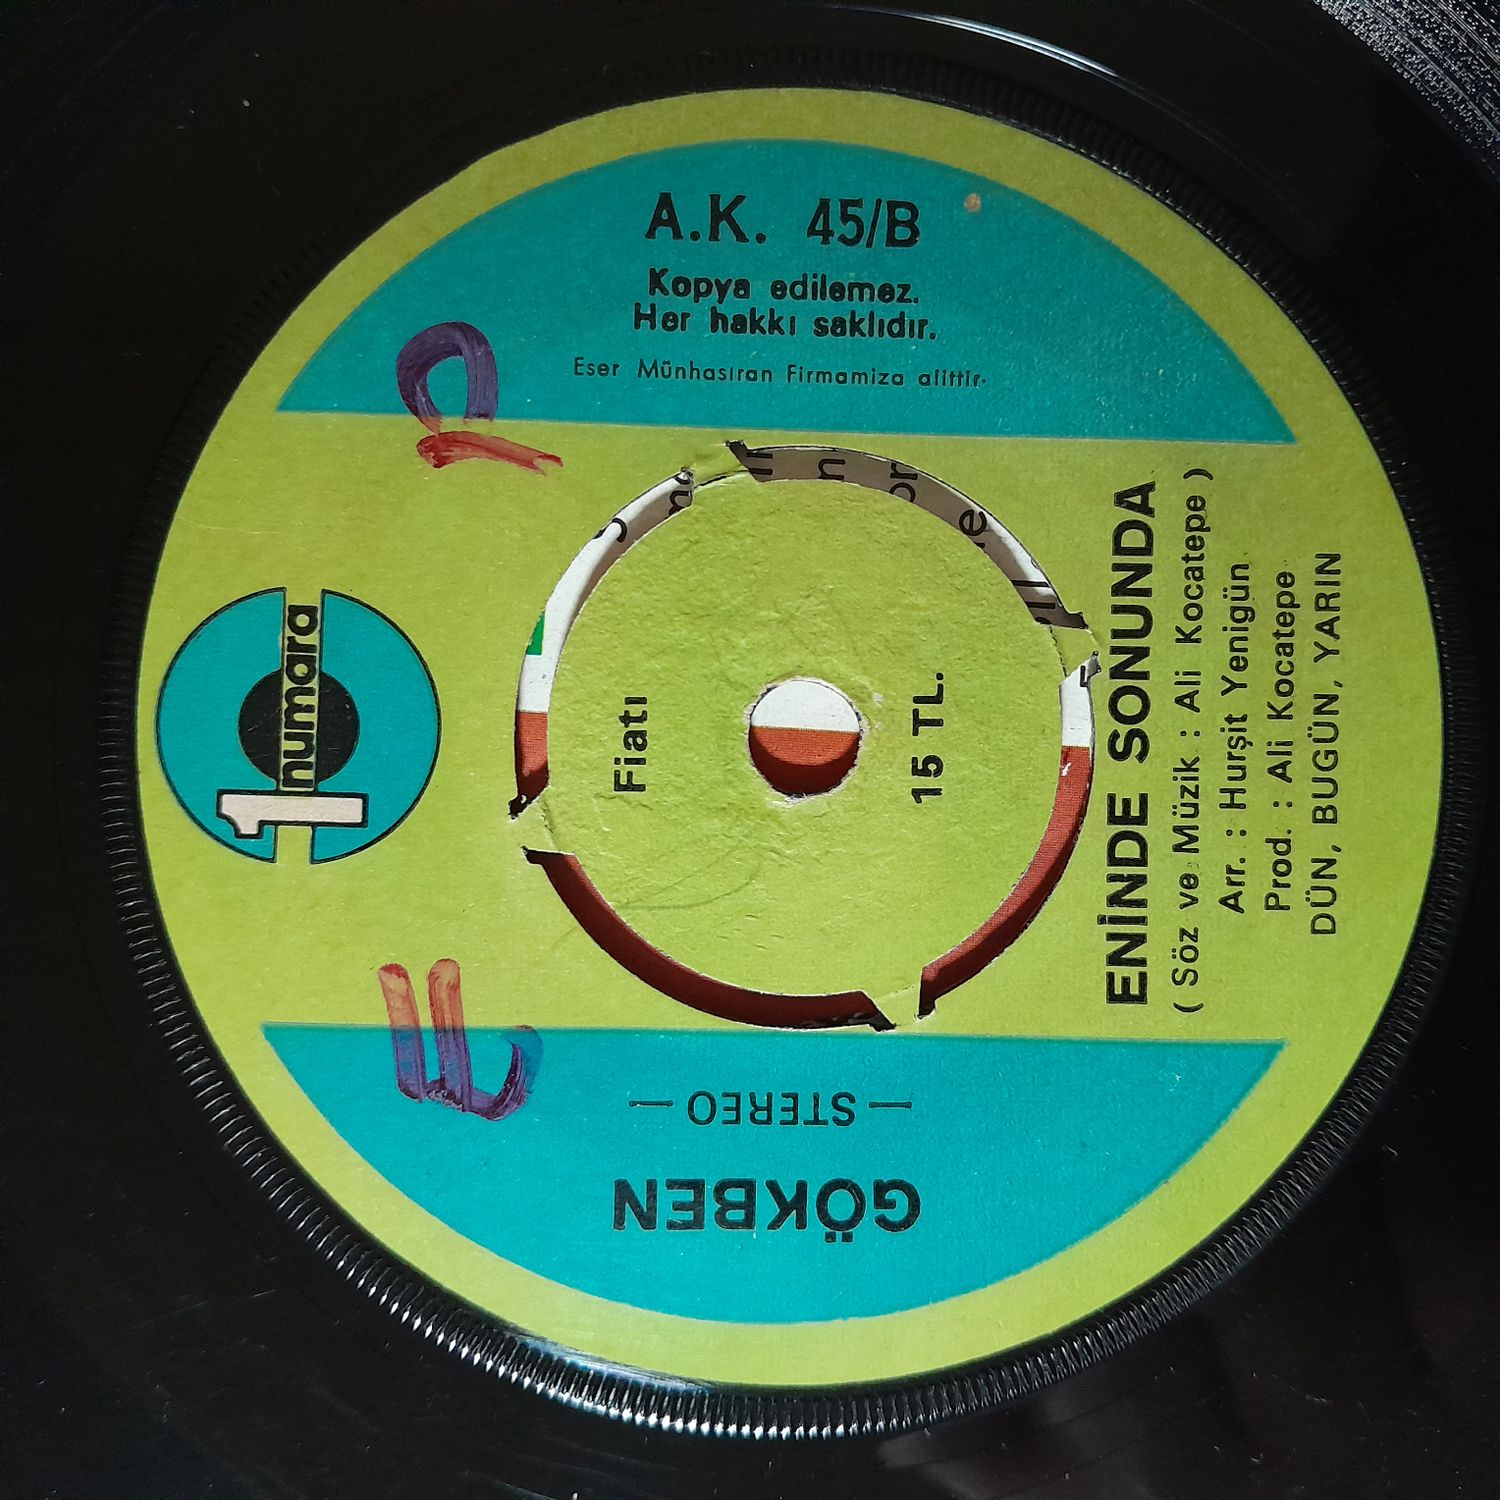 A.K. 45/B
Kopya edilemez.
Her hakkı saklıdır.
Eser Münhasıran Firmamiza alittir.
1 numara
Fiatı
15 TL.
ENİNDE SONUNDA
( Söz ve Müzik : Ali Kocatepe )
Arr. : Hurşit Yenigün
Prod. : Ali Kocatepe
DÜN, BUGÜN, YARIN
— STEREO —
GÖKBEN